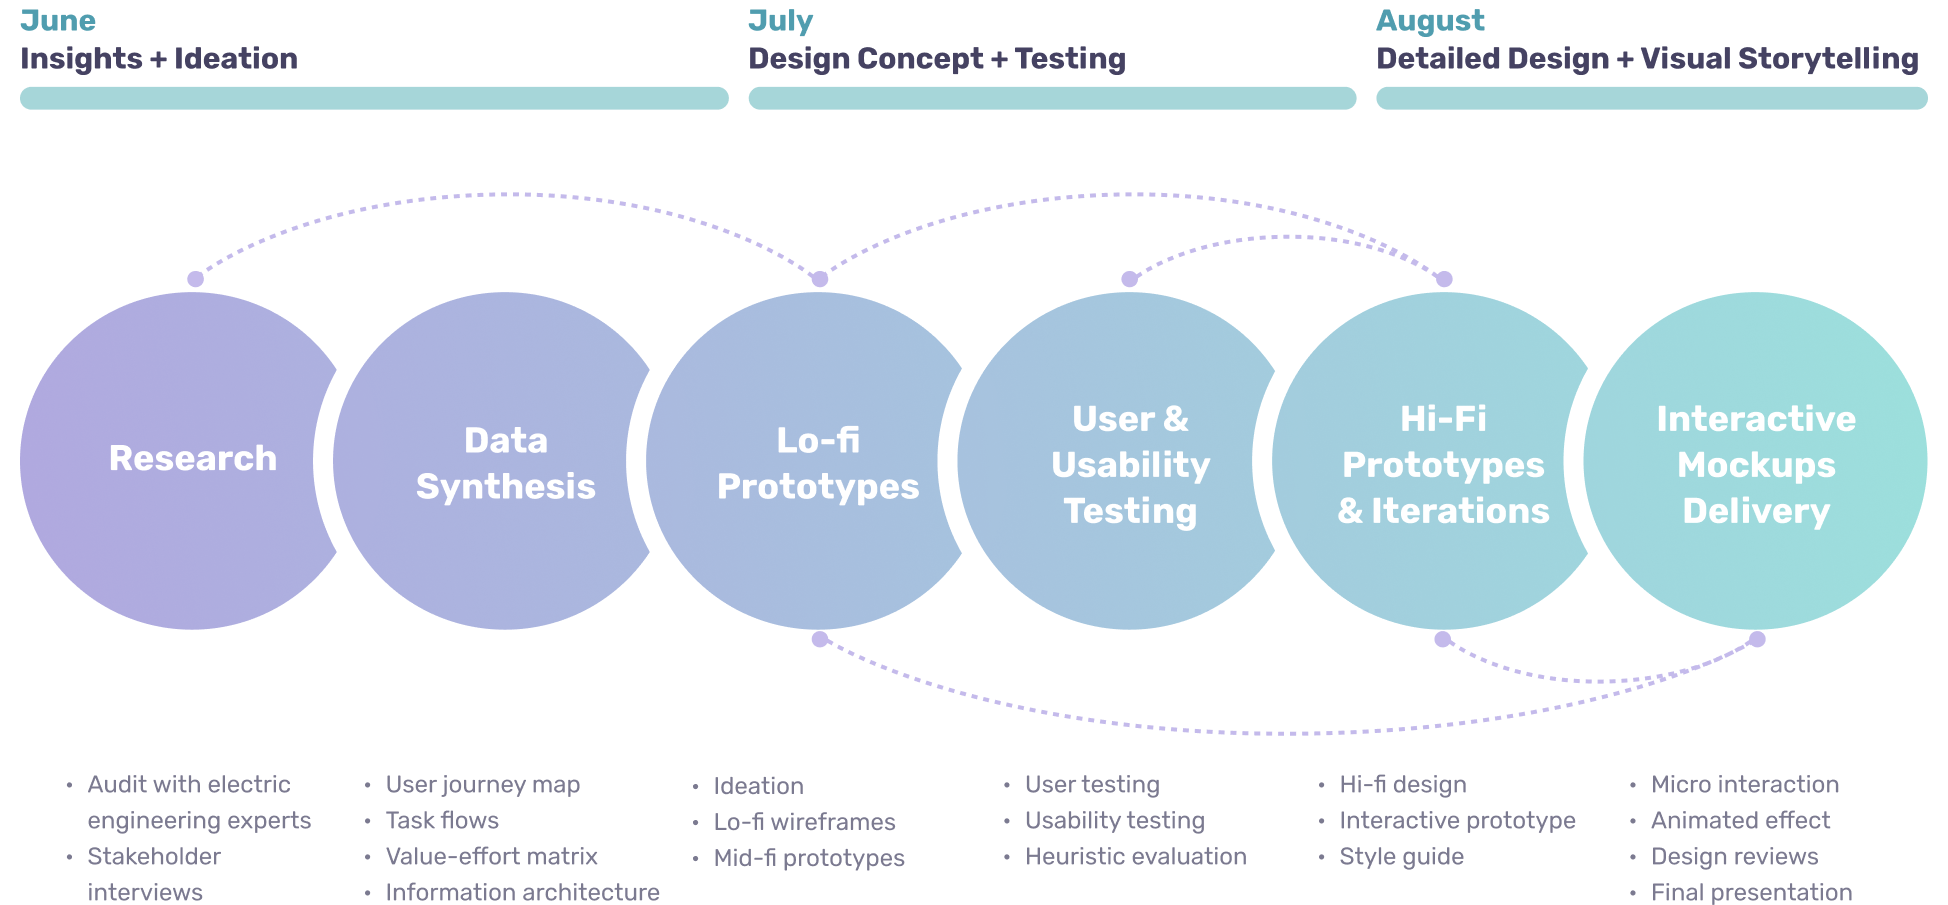 June
Insights + Ideation
July
Design Concept + Testing
August
Detailed Design + Visual Storytelling
Research
Data
Synthesis
Lo-fi
Prototypes
User &
Usability
Testing
Hi-Fi
Prototypes
& Iterations
Interactive
Mockups
Delivery
• Audit with electric
engineering experts
• Stakeholder
interviews
• User journey map
• Task flows
• Value-effort matrix
• Information architecture
• Ideation
• Lo-fi wireframes
• Mid-fi prototypes
• User testing
• Usability testing
• Heuristic evaluation
• Hi-fi design
• Interactive prototype
• Style guide
• Micro interaction
• Animated effect
• Design reviews
• Final presentation